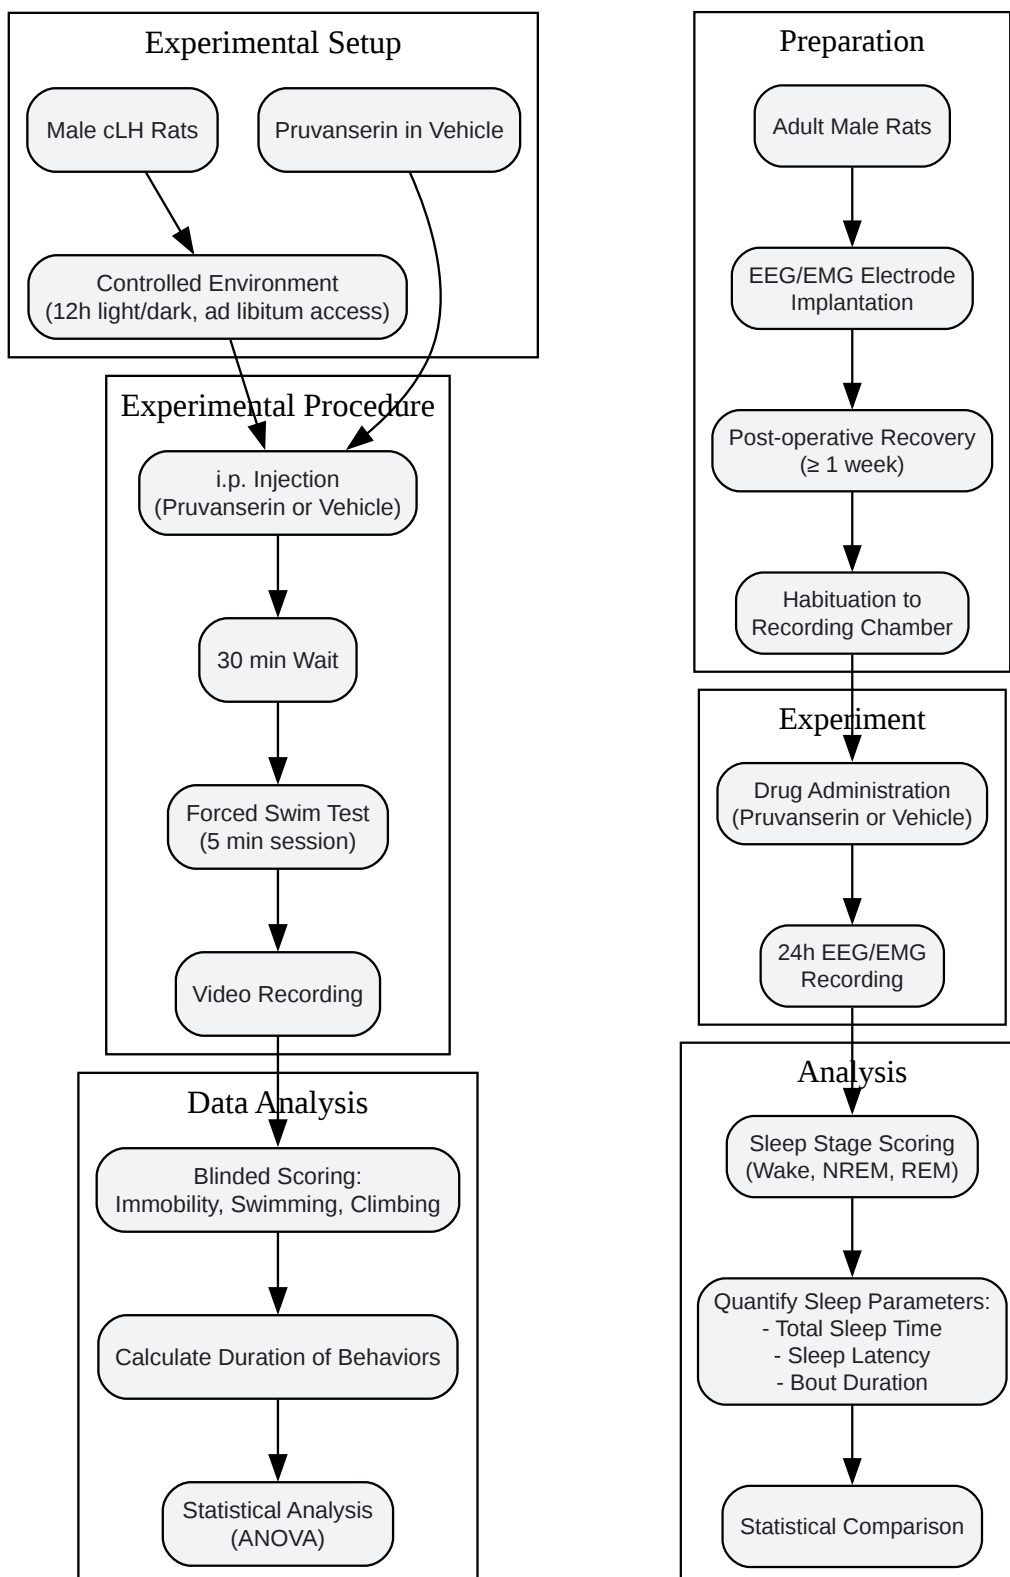 Experimental Setup
Male cLH Rats
Pruvanserin in Vehicle
Controlled Environment
(12h light/dark, ad libitum access)
Experimental Procedure
i.p. Injection
(Pruvanserin or Vehicle)
30 min Wait
Forced Swim Test
(5 min session)
Video Recording
Data Analysis
Blinded Scoring:
Immobility, Swimming, Climbing
Calculate Duration of Behaviors
Statistical Analysis
(ANOVA)
Preparation
Adult Male Rats
EEG/EMG Electrode
Implantation
Post-operative Recovery
(≥ 1 week)
Habituation to
Recording Chamber
Experiment
Drug Administration
(Pruvanserin or Vehicle)
24h EEG/EMG
Recording
Analysis
Sleep Stage Scoring
(Wake, NREM, REM)
Quantify Sleep Parameters:
- Total Sleep Time
- Sleep Latency
- Bout Duration
Statistical Comparison